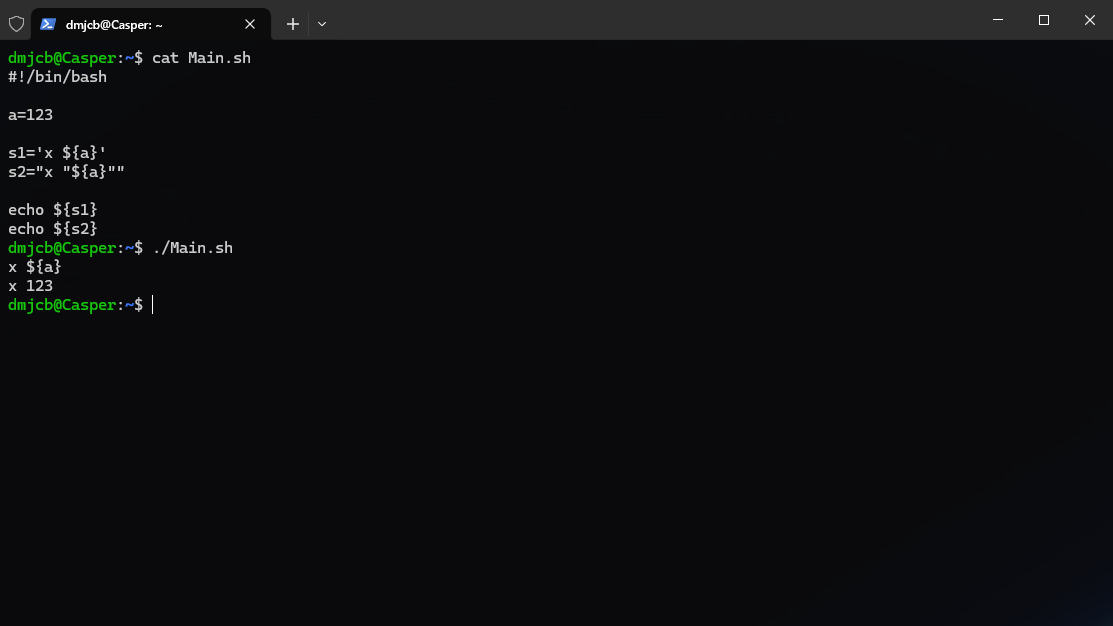 dmjcb@Casper: ~
dmjcb@Casper:~$ cat Main.sh
#!/bin/bash
a=123
s1='x ${a}'
s2="x "${a}""
echo ${s1}
echo ${s2}
dmjcb@Casper:~$ ./Main.sh
x ${a}
x 123
dmjcb@Casper:~$